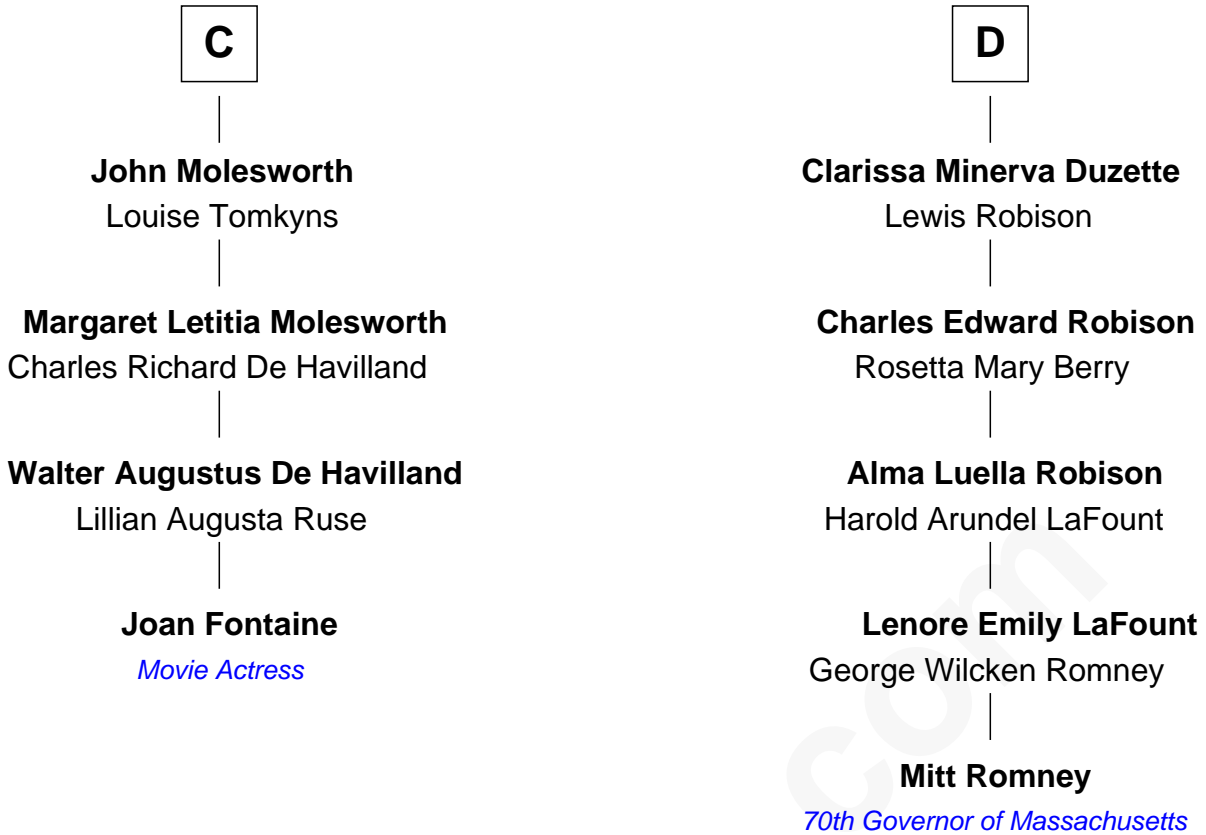 C
John Molesworth
Louise Tomkyns
Margaret Letitia Molesworth
Charles Richard De Havilland
Walter Augustus De Havilland
Lillian Augusta Ruse
Joan Fontaine
Movie Actress
D
Clarissa Minerva Duzette
Lewis Robison
Charles Edward Robison
Rosetta Mary Berry
Alma Luella Robison
Harold Arundel LaFount
Lenore Emily LaFount
George Wilcken Romney
Mitt Romney
70th Governor of Massachusetts
com